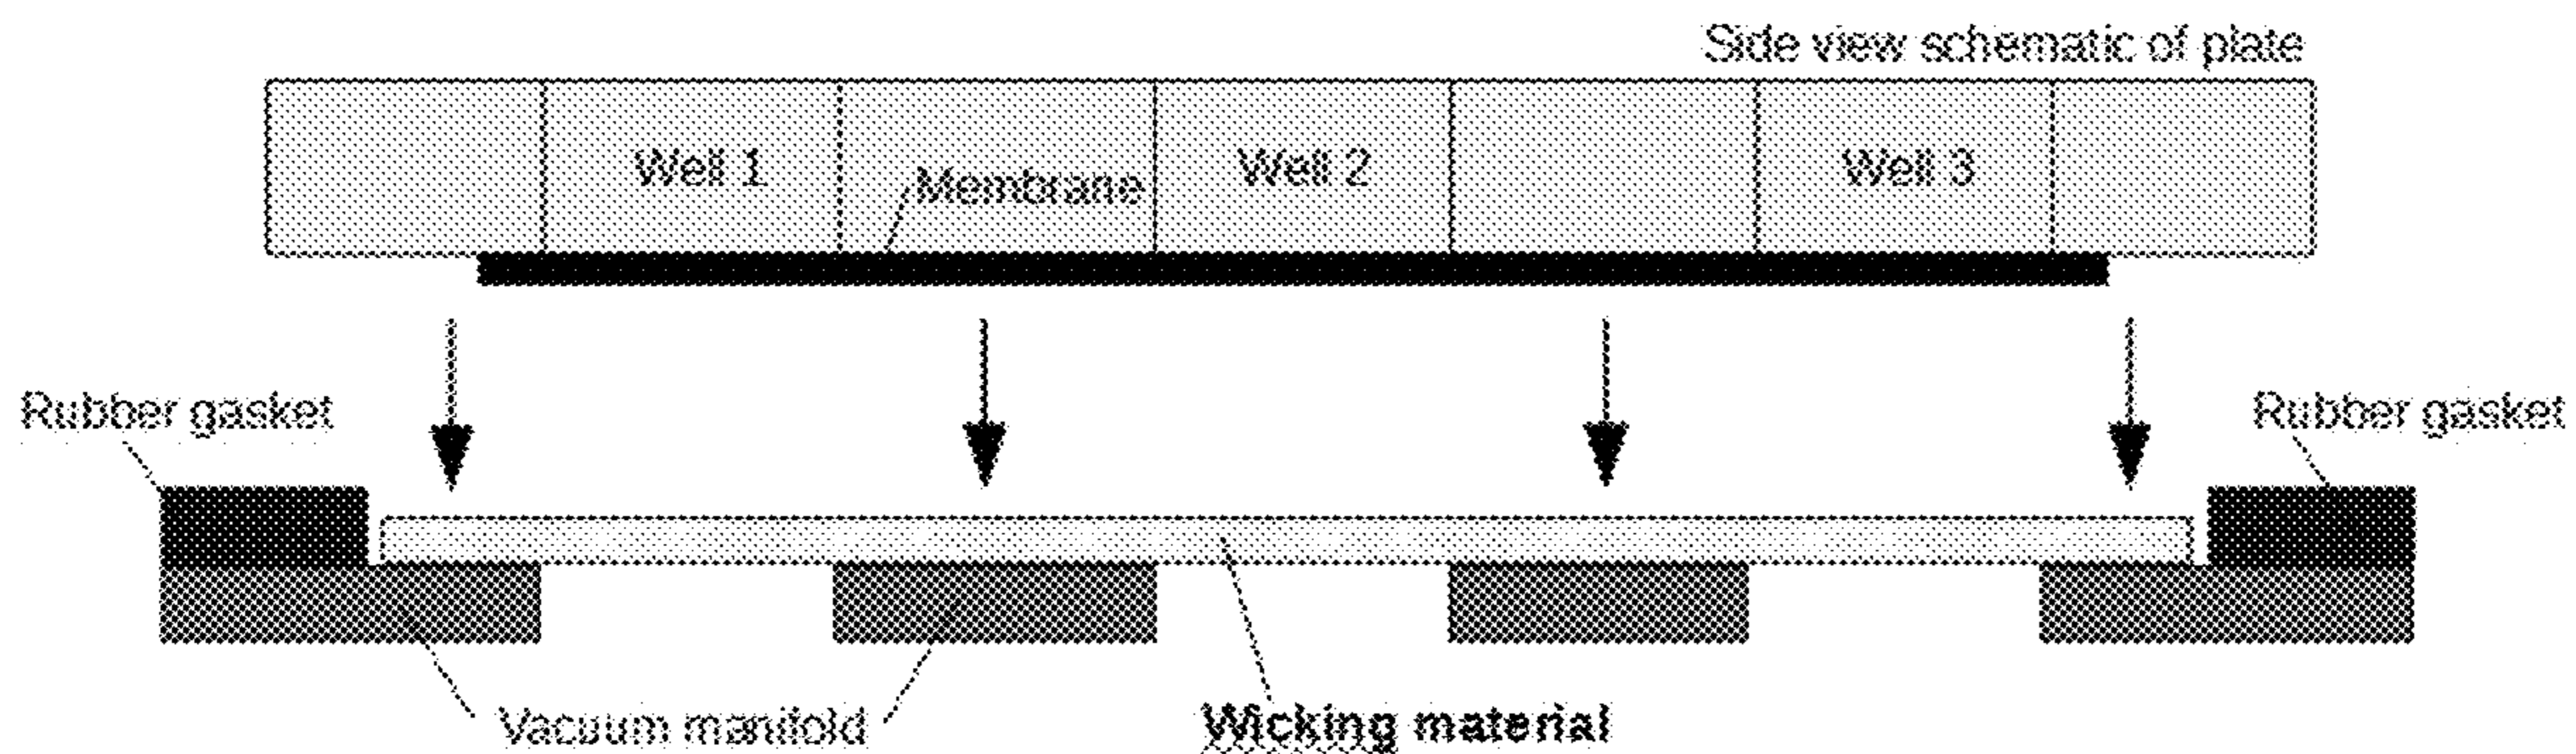 Side view schematic of plate
Well 1
Membrane
Well 2
Well 3
Rubber gasket
Rubber gasket
Vacuum manifold
Wicking material